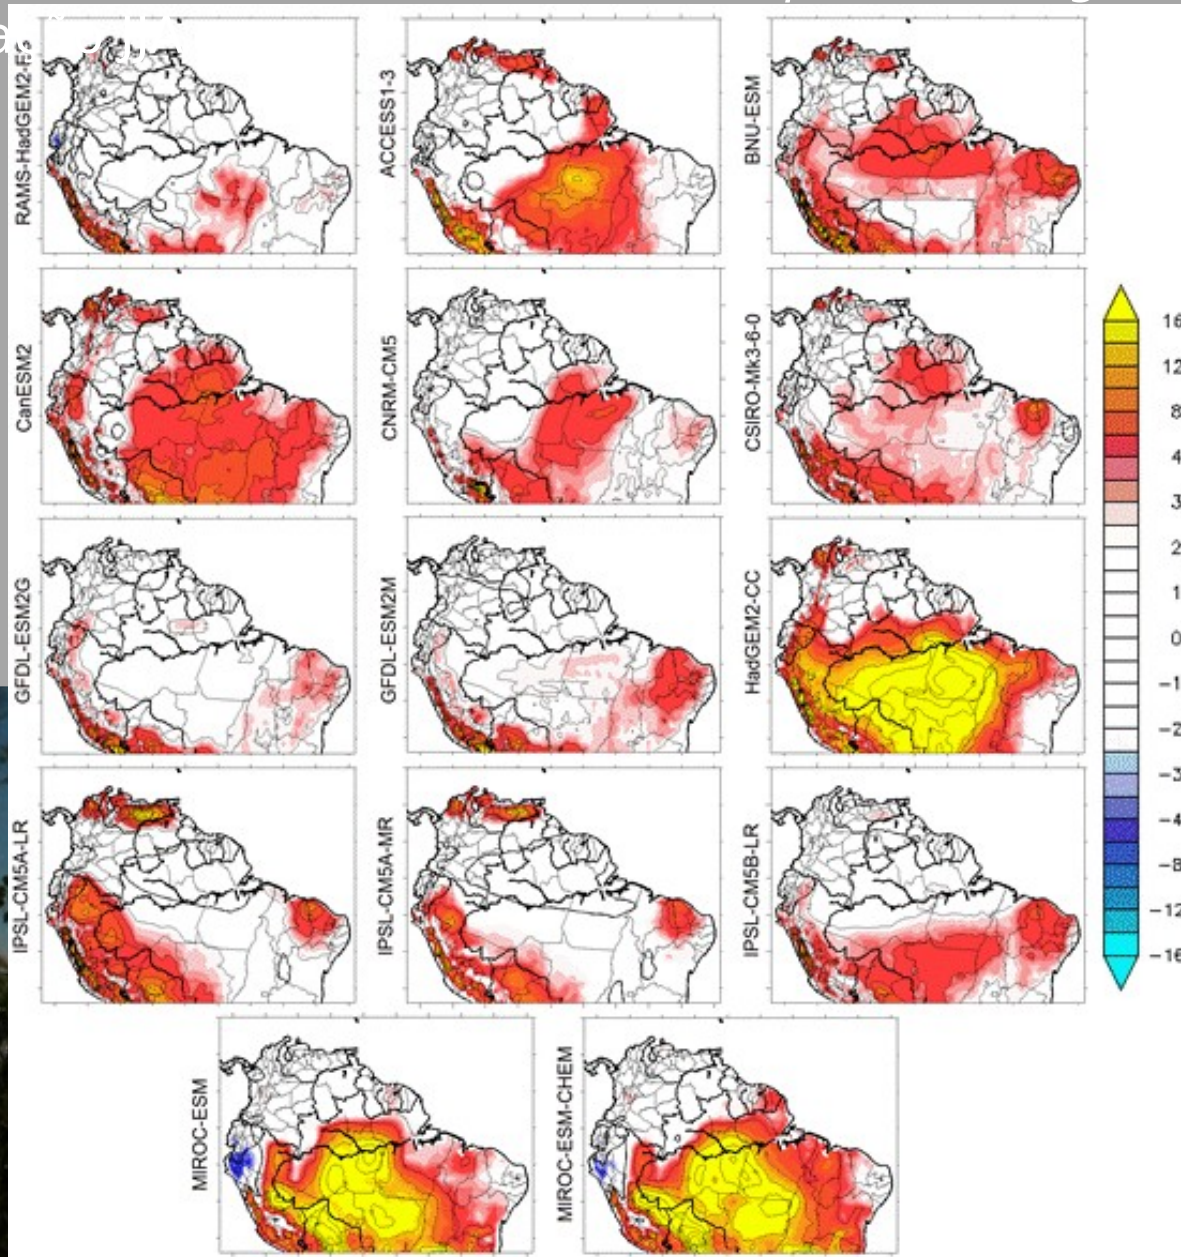 RAMS-HadGEM2-ES
ACCESS1-3
BNU-ESM
CanESM2
CNRM-CM5
CSIRO-Mk3-6-0
GFDL-ESM2G
GFDL-ESM2M
HadGEM2-CC
IPSL-CM5A-LR
IPSL-CM5A-MR
IPSL-CM5B-LR
MIROC-ESM
MIROC-ESM-CHEM
16
12
8
4
3
2
1
0
-1
-2
-3
-4
-8
-12
-16